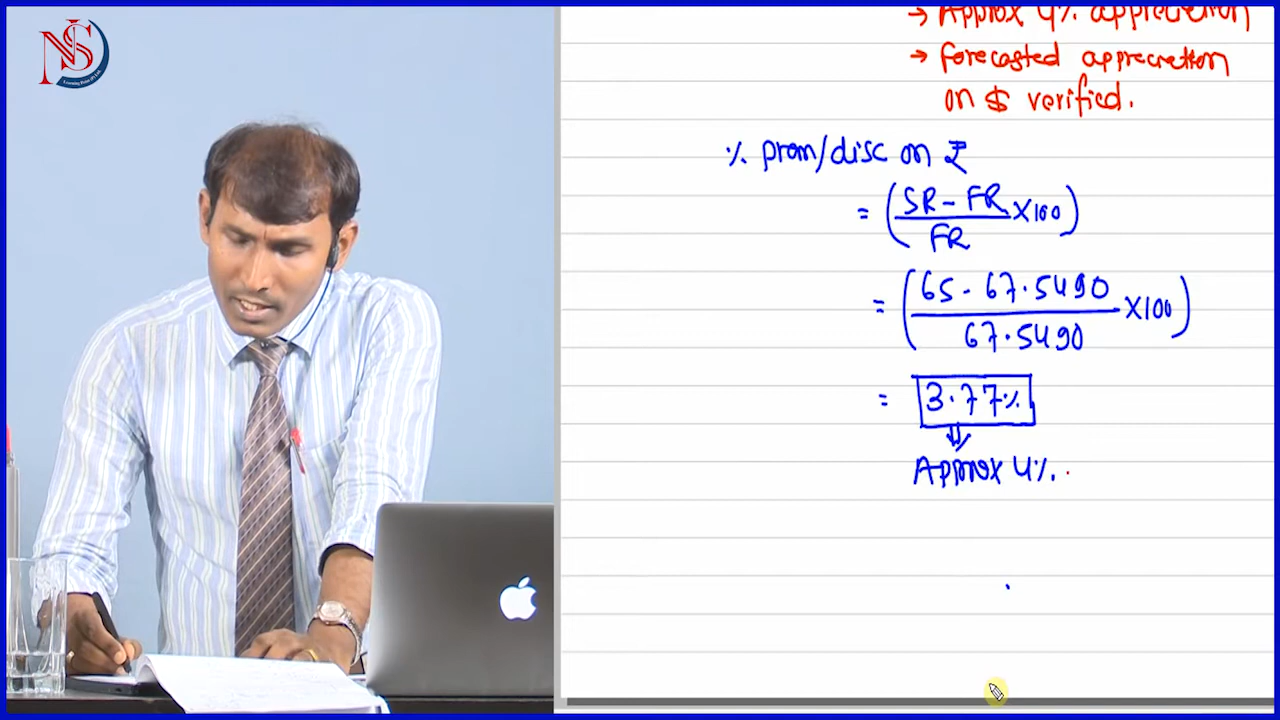 NS
→ Approx 4% appreciation
→ Forecasted appreciation
on $ verified.
% prem/disc on ₹
= (SR - FR / FR × 100)
= (65 - 67.5490 / 67.5490 × 100)
= 3.77%
⇓
Approx 4%.